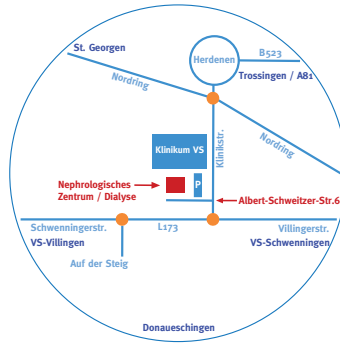 St. Georgen
Herdenen
B523
Trossingen / A81
Nordring
Klinikstr.
Nordring
Klinikum VS
P
Nephrologisches
Zentrum / Dialyse
Albert-Schweitzer-Str.6
Schwenningerstr.
L173
Villingerstr.
VS-Villingen
VS-Schwenningen
Auf der Steig
Donaueschingen